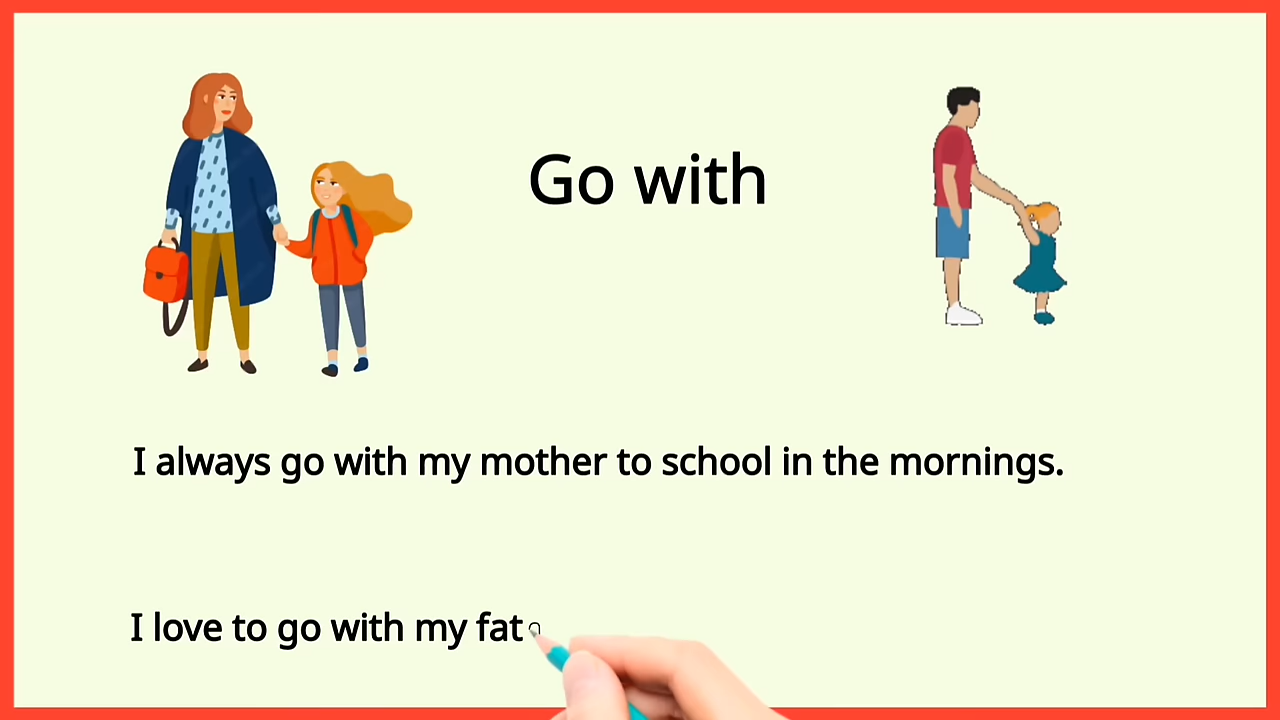 Go with
I always go with my mother to school in the mornings.
I love to go with my fat